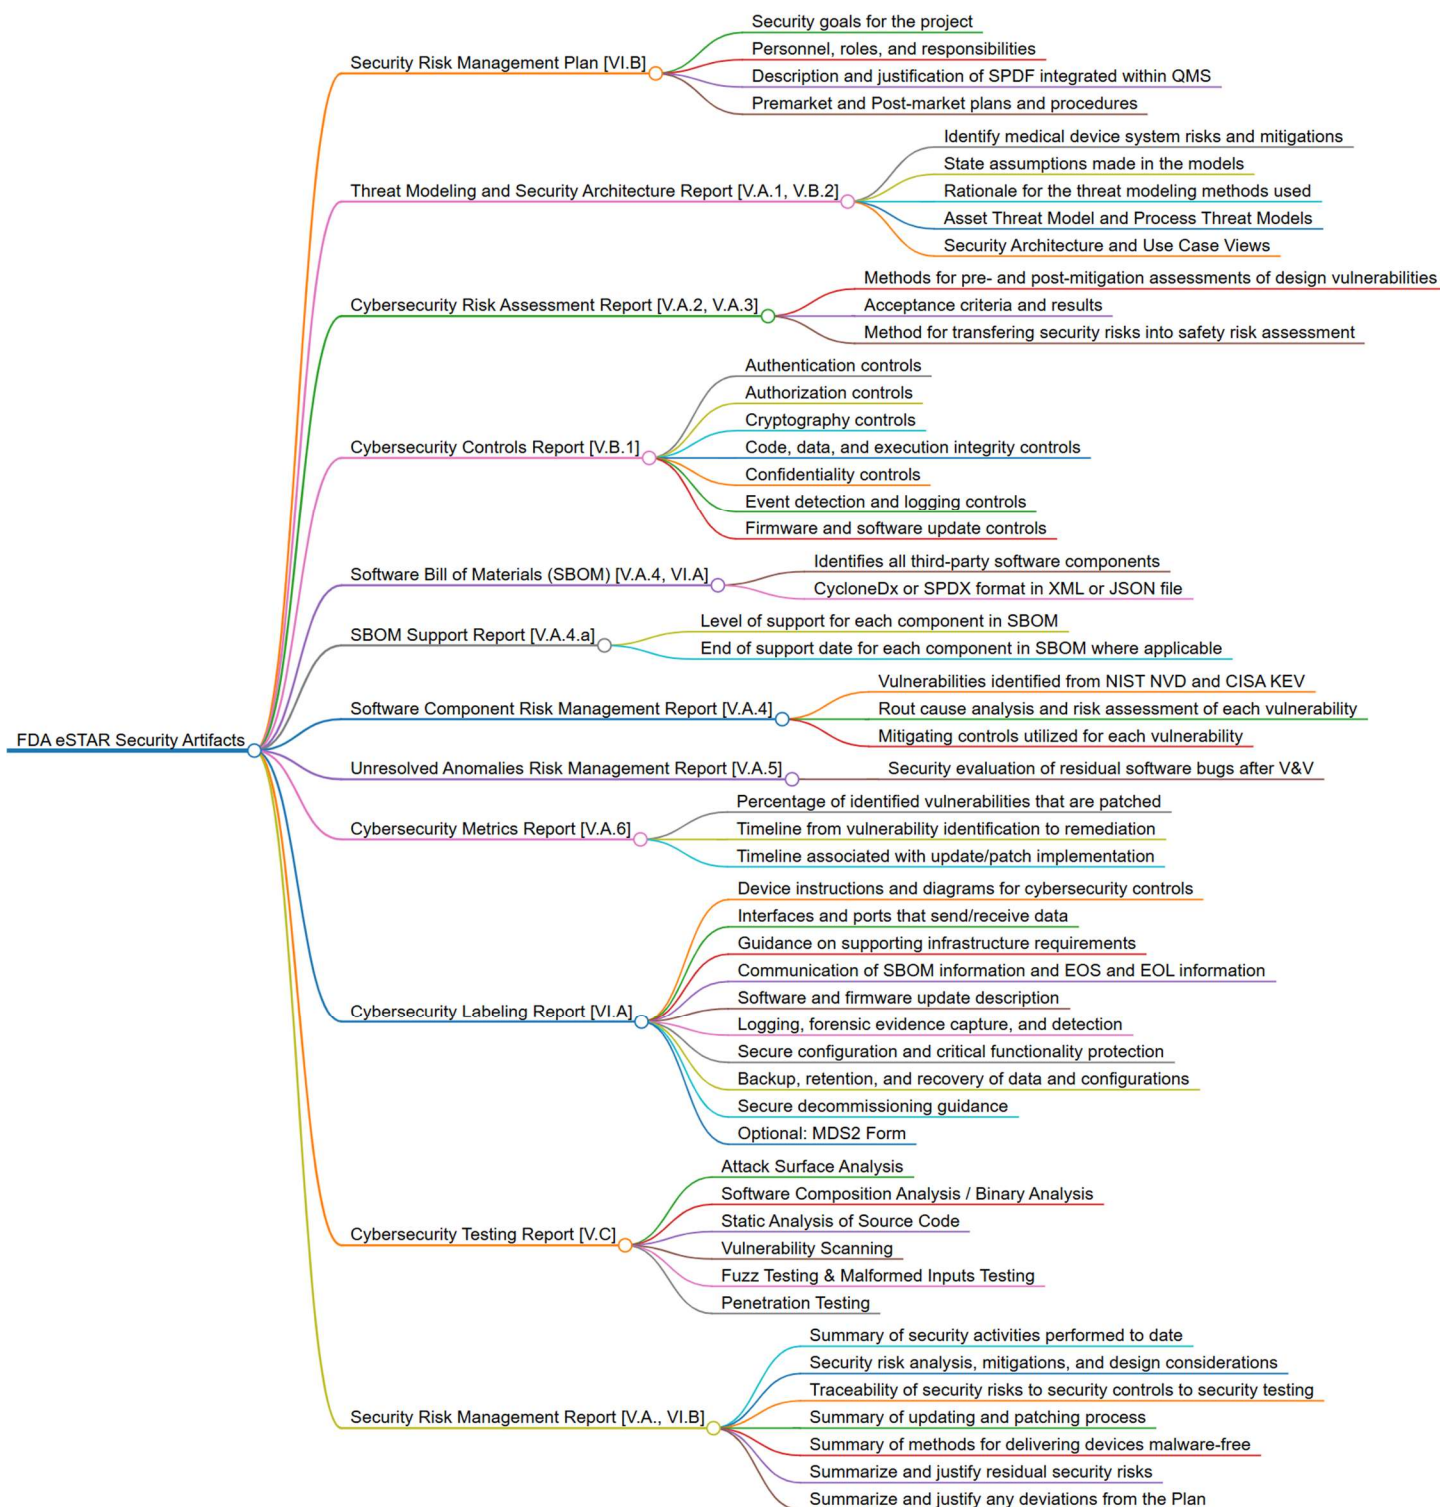 FDA eSTAR Security Artifacts
Security Risk Management Plan [VI.B]
Security goals for the project
Personnel, roles, and responsibilities
Description and justification of SPDF integrated within QMS
Premarket and Post-market plans and procedures
Threat Modeling and Security Architecture Report [V.A.1, V.B.2]
Identify medical device system risks and mitigations
State assumptions made in the models
Rationale for the threat modeling methods used
Asset Threat Model and Process Threat Models
Security Architecture and Use Case Views
Cybersecurity Risk Assessment Report [V.A.2, V.A.3]
Methods for pre- and post-mitigation assessments of design vulnerabilities
Acceptance criteria and results
Method for transfering security risks into safety risk assessment
Cybersecurity Controls Report [V.B.1]
Authentication controls
Authorization controls
Cryptography controls
Code, data, and execution integrity controls
Confidentiality controls
Event detection and logging controls
Firmware and software update controls
Software Bill of Materials (SBOM) [V.A.4, VI.A]
Identifies all third-party software components
CycloneDx or SPDX format in XML or JSON file
SBOM Support Report [V.A.4.a]
Level of support for each component in SBOM
End of support date for each component in SBOM where applicable
Software Component Risk Management Report [V.A.4]
Vulnerabilities identified from NIST NVD and CISA KEV
Rout cause analysis and risk assessment of each vulnerability
Mitigating controls utilized for each vulnerability
Unresolved Anomalies Risk Management Report [V.A.5]
Security evaluation of residual software bugs after V&V
Cybersecurity Metrics Report [V.A.6]
Percentage of identified vulnerabilities that are patched
Timeline from vulnerability identification to remediation
Timeline associated with update/patch implementation
Cybersecurity Labeling Report [VI.A]
Device instructions and diagrams for cybersecurity controls
Interfaces and ports that send/receive data
Guidance on supporting infrastructure requirements
Communication of SBOM information and EOS and EOL information
Software and firmware update description
Logging, forensic evidence capture, and detection
Secure configuration and critical functionality protection
Backup, retention, and recovery of data and configurations
Secure decommissioning guidance
Optional: MDS2 Form
Cybersecurity Testing Report [V.C]
Attack Surface Analysis
Software Composition Analysis / Binary Analysis
Static Analysis of Source Code
Vulnerability Scanning
Fuzz Testing & Malformed Inputs Testing
Penetration Testing
Security Risk Management Report [V.A., VI.B]
Summary of security activities performed to date
Security risk analysis, mitigations, and design considerations
Traceability of security risks to security controls to security testing
Summary of updating and patching process
Summary of methods for delivering devices malware-free
Summarize and justify residual security risks
Summarize and justify any deviations from the Plan